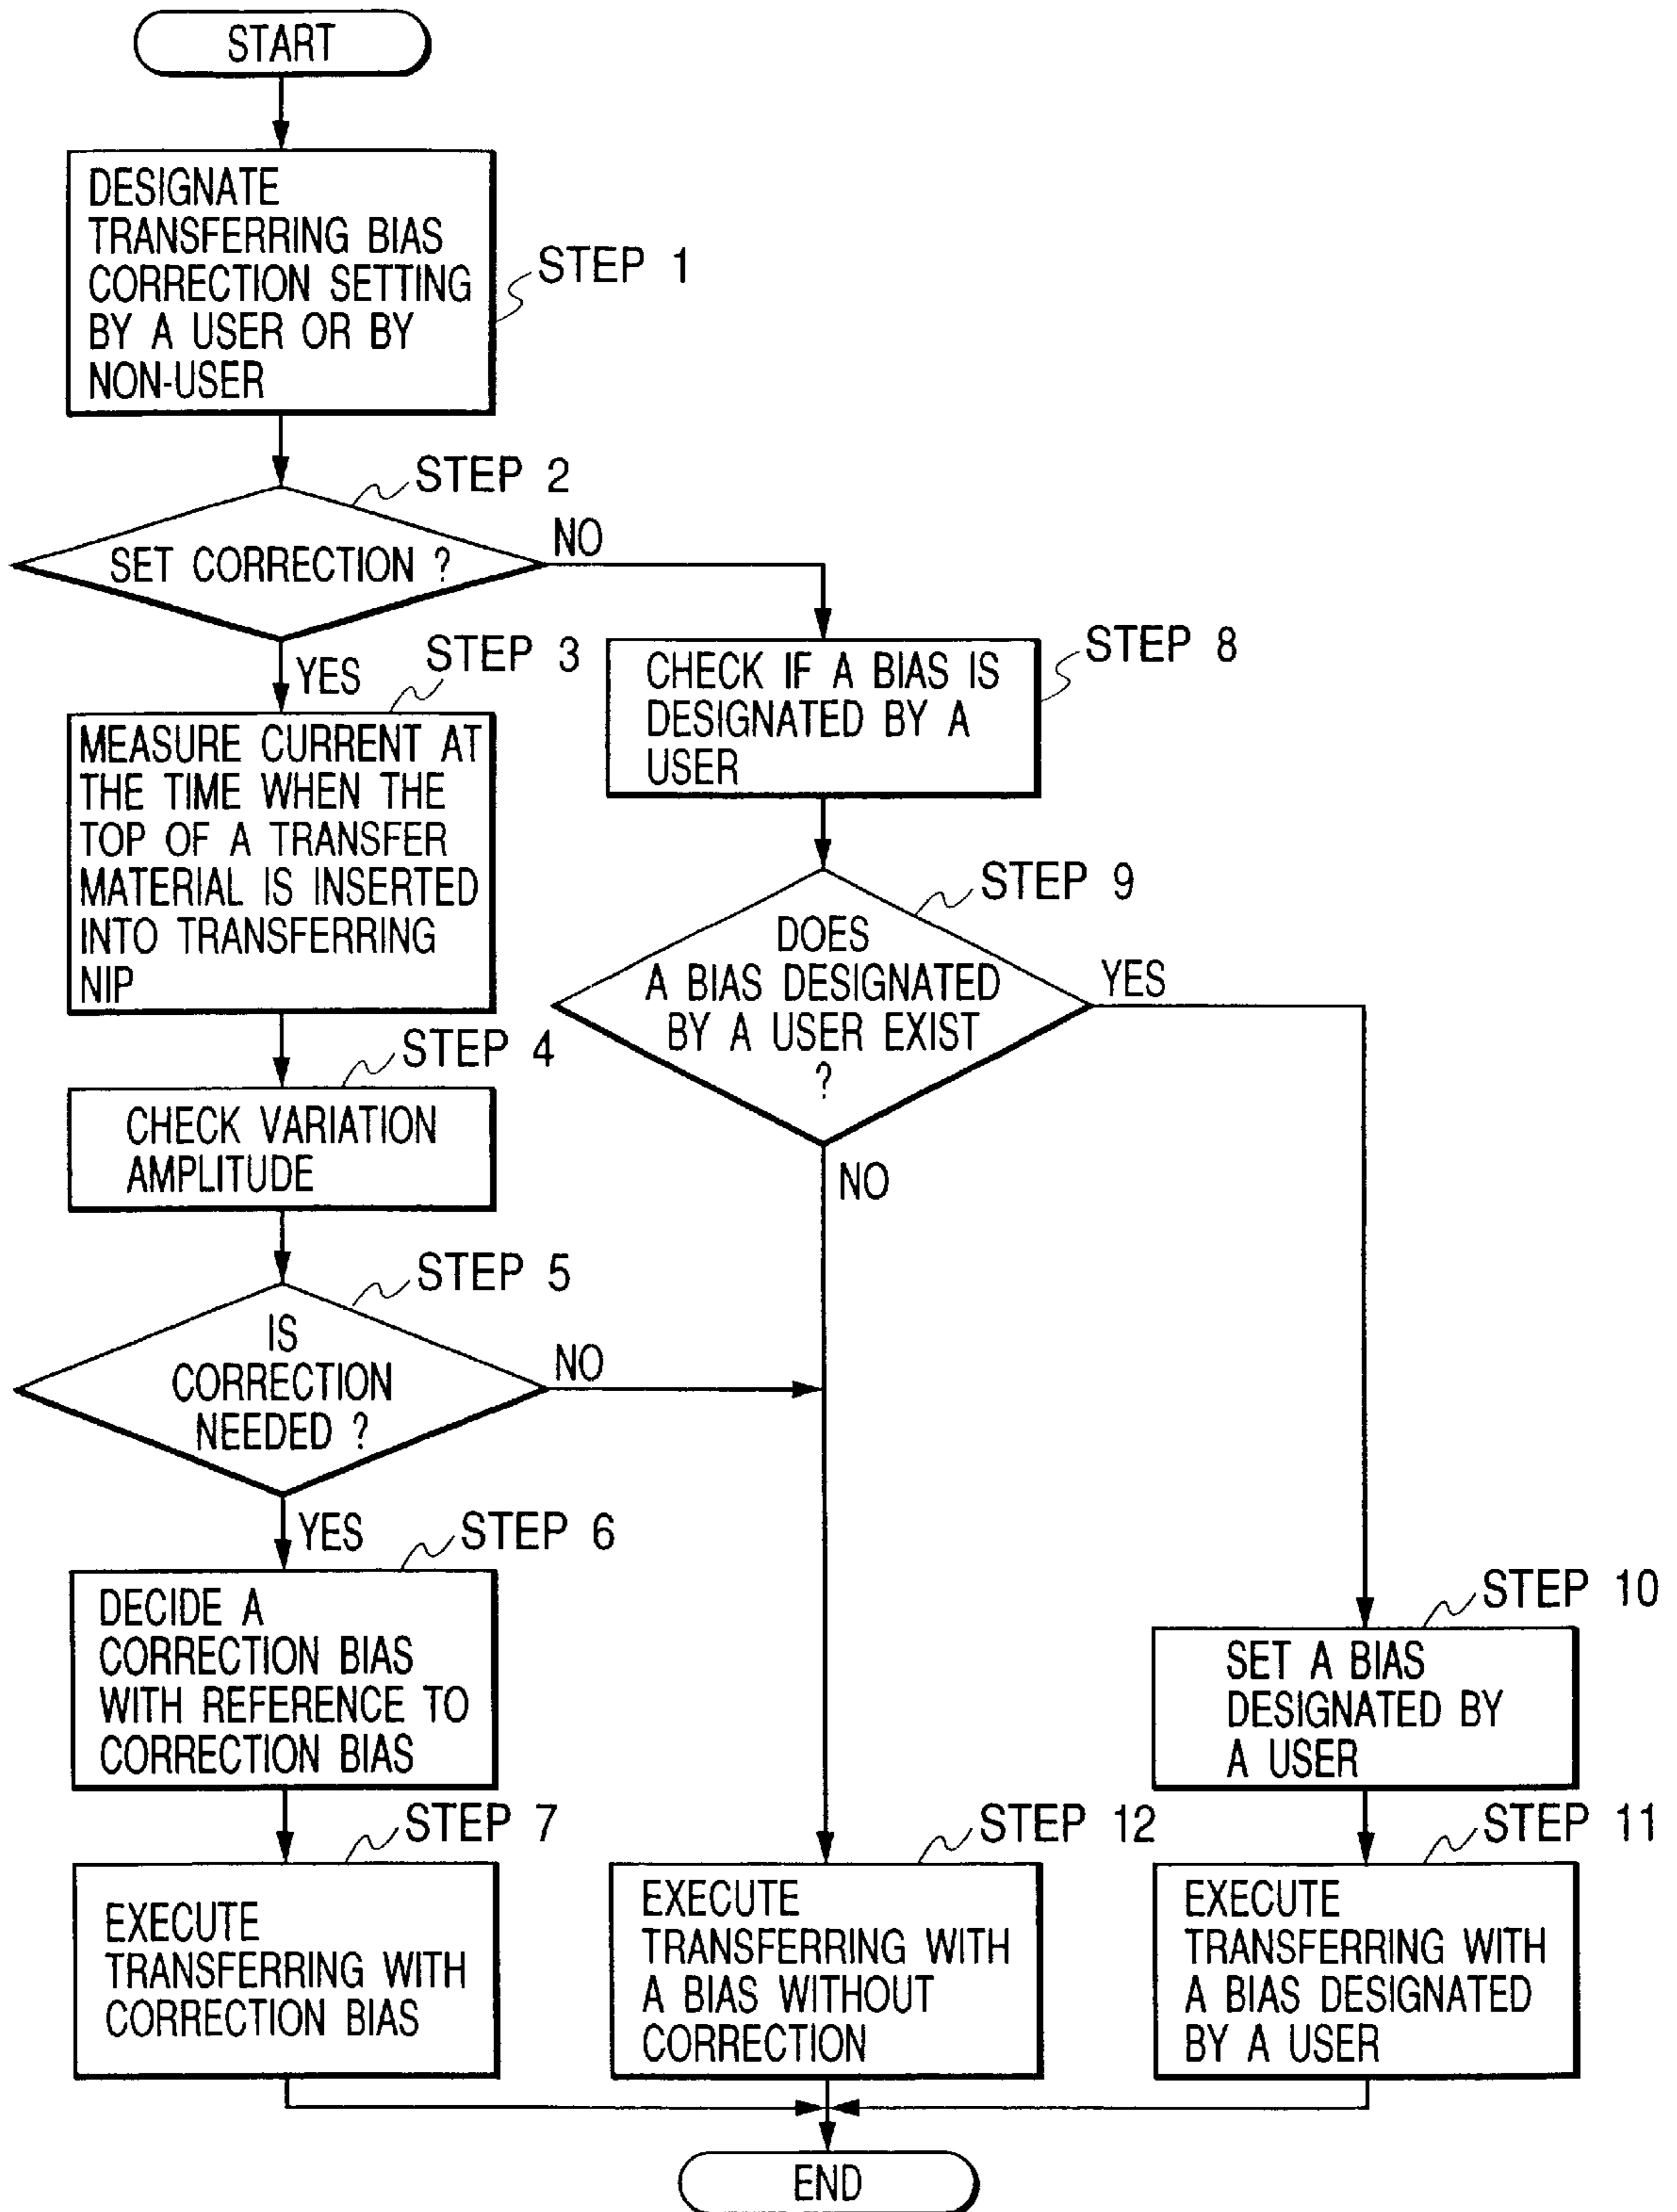 START
DESIGNATE
TRANSFERRING BIAS
CORRECTION SETTING
BY A USER OR BY
NON-USER
STEP 1
STEP 2
SET CORRECTION ?
NO
YES
STEP 3
MEASURE CURRENT AT
THE TIME WHEN THE
TOP OF A TRANSFER
MATERIAL IS INSERTED
INTO TRANSFERRING
NIP
STEP 4
CHECK VARIATION
AMPLITUDE
STEP 5
IS
CORRECTION
NEEDED ?
NO
YES
STEP 6
DECIDE A
CORRECTION BIAS
WITH REFERENCE TO
CORRECTION BIAS
STEP 7
EXECUTE
TRANSFERRING WITH
CORRECTION BIAS
STEP 8
CHECK IF A BIAS IS
DESIGNATED BY A
USER
STEP 9
DOES
A BIAS DESIGNATED
BY A USER EXIST
?
YES
NO
STEP 10
SET A BIAS
DESIGNATED BY
A USER
STEP 11
EXECUTE
TRANSFERRING WITH
A BIAS DESIGNATED
BY A USER
STEP 12
EXECUTE
TRANSFERRING WITH
A BIAS WITHOUT
CORRECTION
END